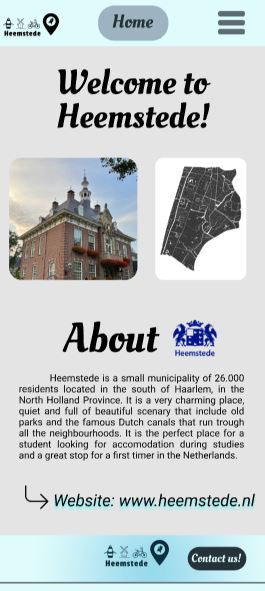 Heemstede
Home
Welcome to
Heemstede!
About
Heemstede
Heemstede is a small municipality of 26.000
residents located in the south of Haarlem, in the
North Holland Province. It is a very charming place,
quiet and full of beautiful scenary that include old
parks and the famous Dutch canals that run trough
all the neighbourhoods. It is the perfect place for a
student looking for accomodation during studies
and a great stop for a first timer in the Netherlands.
Website: www.heemstede.nl
Heemstede
Contact us!